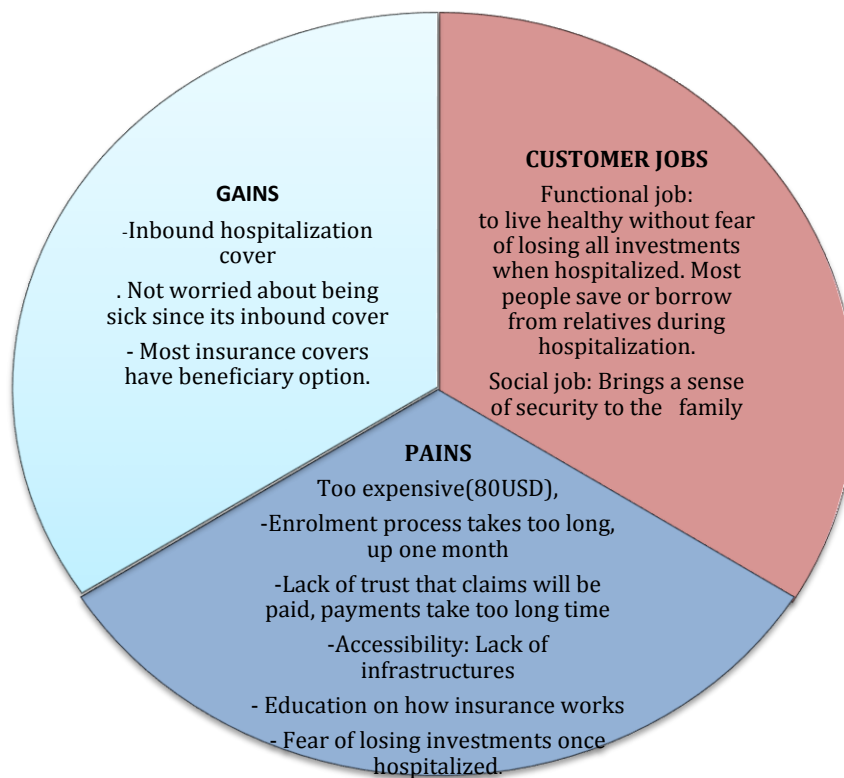 GAINS
-Inbound hospitalization
cover
. Not worried about being
sick since its inbound cover
- Most insurance covers
have beneficiary option.
CUSTOMER JOBS
Functional job:
to live healthy without fear
of losing all investments
when hospitalized. Most
people save or borrow
from relatives during
hospitalization.
Social job: Brings a sense
of security to the family
PAINS
Too expensive(80USD),
-Enrolment process takes too long,
up one month
-Lack of trust that claims will be
paid, payments take too long time
-Accessibility: Lack of
infrastructures
- Education on how insurance works
- Fear of losing investments once
hospitalized.